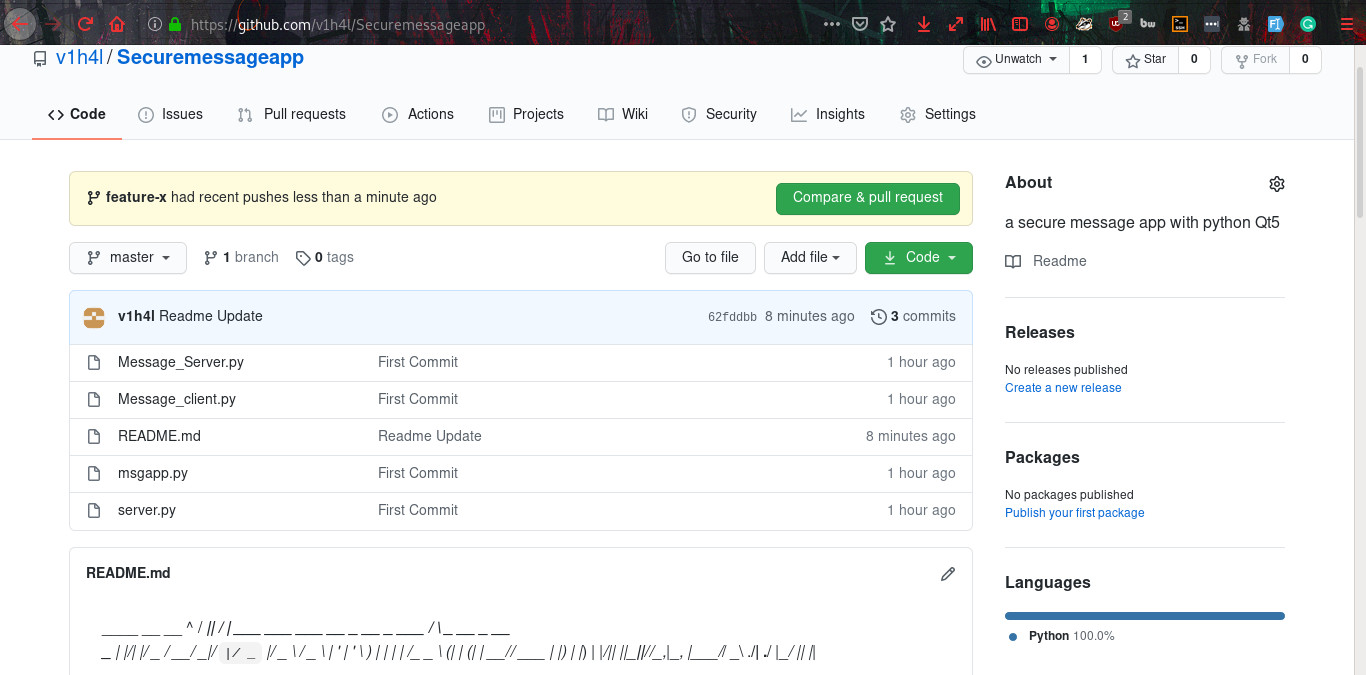 https://github.com/v1h4l/Securemessageapp
2
v1h4l / Securemessageapp
Unwatch 1 Star 0 Fork 0
Code Issues Pull requests Actions Projects Wiki Security Insights Settings
feature-x had recent pushes less than a minute ago Compare & pull request
master 1 branch 0 tags Go to file Add file Code
v1h4l Readme Update 62fddbb 8 minutes ago 3 commits
Message_Server.py First Commit 1 hour ago
Message_client.py First Commit 1 hour ago
README.md Readme Update 8 minutes ago
msgapp.py First Commit 1 hour ago
server.py First Commit 1 hour ago
README.md
About
a secure message app with python Qt5
Readme
Releases
No releases published
Create a new release
Packages
No packages published
Publish your first package
Languages
Python 100.0%